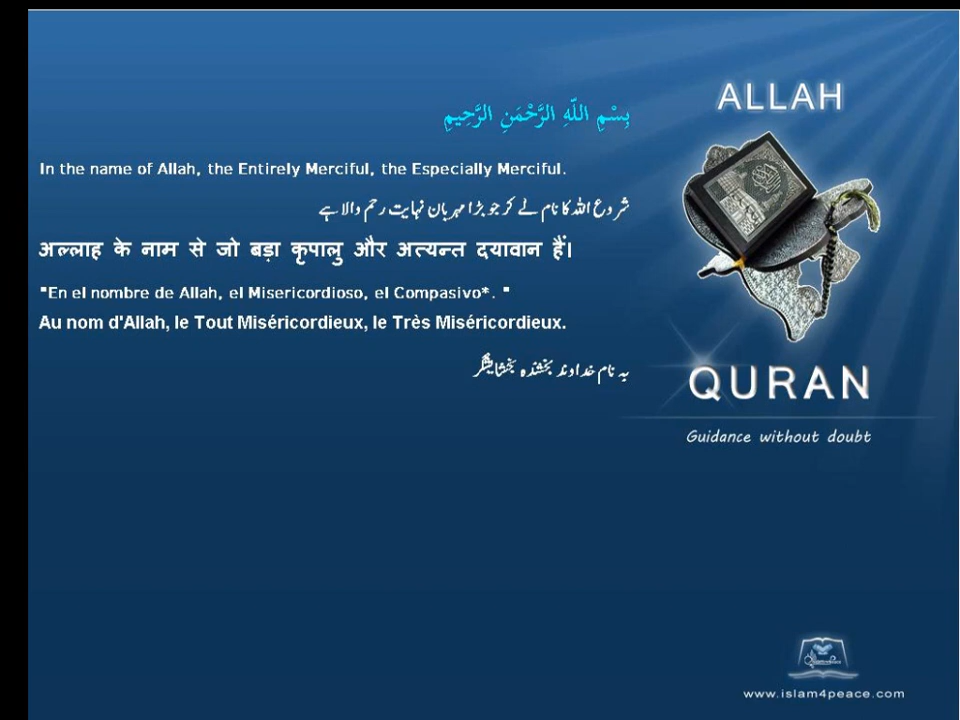 بِسْمِ اللّهِ الرَّحْمَنِ الرَّحِيمِ
In the name of Allah, the Entirely Merciful, the Especially Merciful.
شروع الله کا نام لے کر جو بڑا مہربان نہایت رحم والا ہے
अल्लाह के नाम से जो बड़ा कृपालु और अत्यन्त दयावान हैं।
"En el nombre de Allah, el Misericordioso, el Compasivo*. "
Au nom d'Allah, le Tout Miséricordieux, le Très Miséricordieux.
به نام خداوند بخشنده بخشایشگر
ALLAH
QURAN
Guidance without doubt
www.islam4peace.com